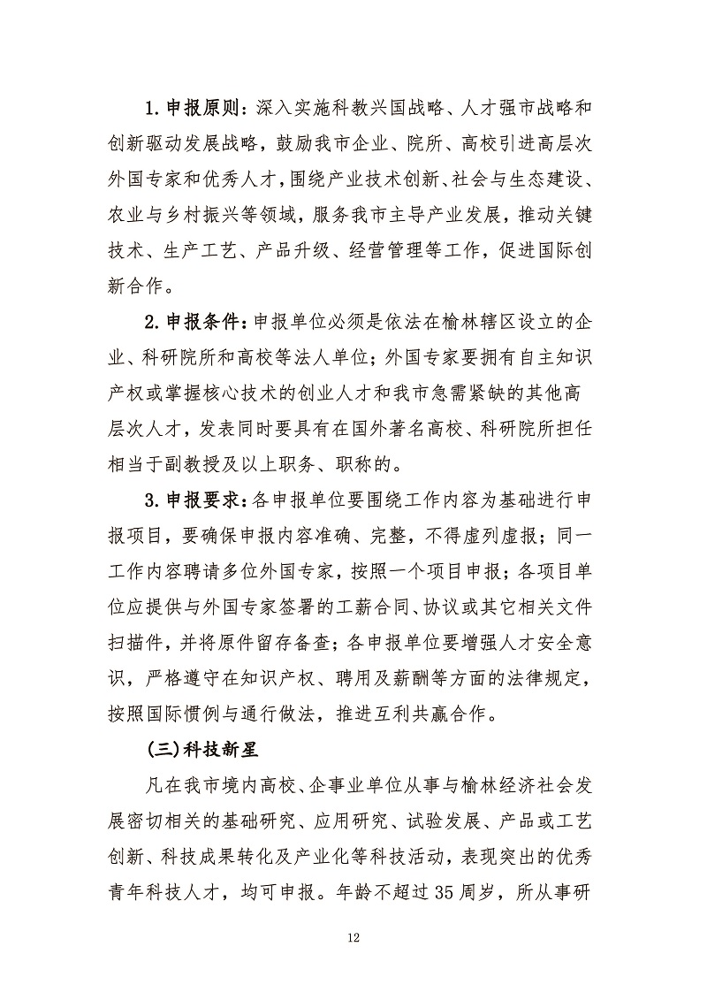 1.申报原则：深入实施科教兴国战略、人才强市战略和
创新驱动发展战略，鼓励我市企业、院所、高校引进高层次
外国专家和优秀人才，围绕产业技术创新、社会与生态建设、
农业与乡村振兴等领域，服务我市主导产业发展，推动关键
技术、生产工艺、产品升级、经营管理等工作，促进国际创
新合作。
2.申报条件：申报单位必须是依法在榆林辖区设立的企
业、科研院所和高校等法人单位；外国专家要拥有自主知识
产权或掌握核心技术的创业人才和我市急需紧缺的其他高
层次人才，发表同时要具有在国外著名高校、科研院所担任
相当于副教授及以上职务、职称的。
3.申报要求：各申报单位要围绕工作内容为基础进行申
报项目，要确保申报内容准确、完整，不得虚列虚报；同一
工作内容聘请多位外国专家，按照一个项目申报；各项目单
位应提供与外国专家签署的工薪合同、协议或其它相关文件
扫描件，并将原件留存备查；各申报单位要增强人才安全意
识，严格遵守在知识产权、聘用及薪酬等方面的法律规定，
按照国际惯例与通行做法，推进互利共赢合作。
(三)科技新星
凡在我市境内高校、企事业单位从事与榆林经济社会发
展密切相关的基础研究、应用研究、试验发展、产品或工艺
创新、科技成果转化及产业化等科技活动，表现突出的优秀
青年科技人才，均可申报。年龄不超过 35 周岁，所从事研
12